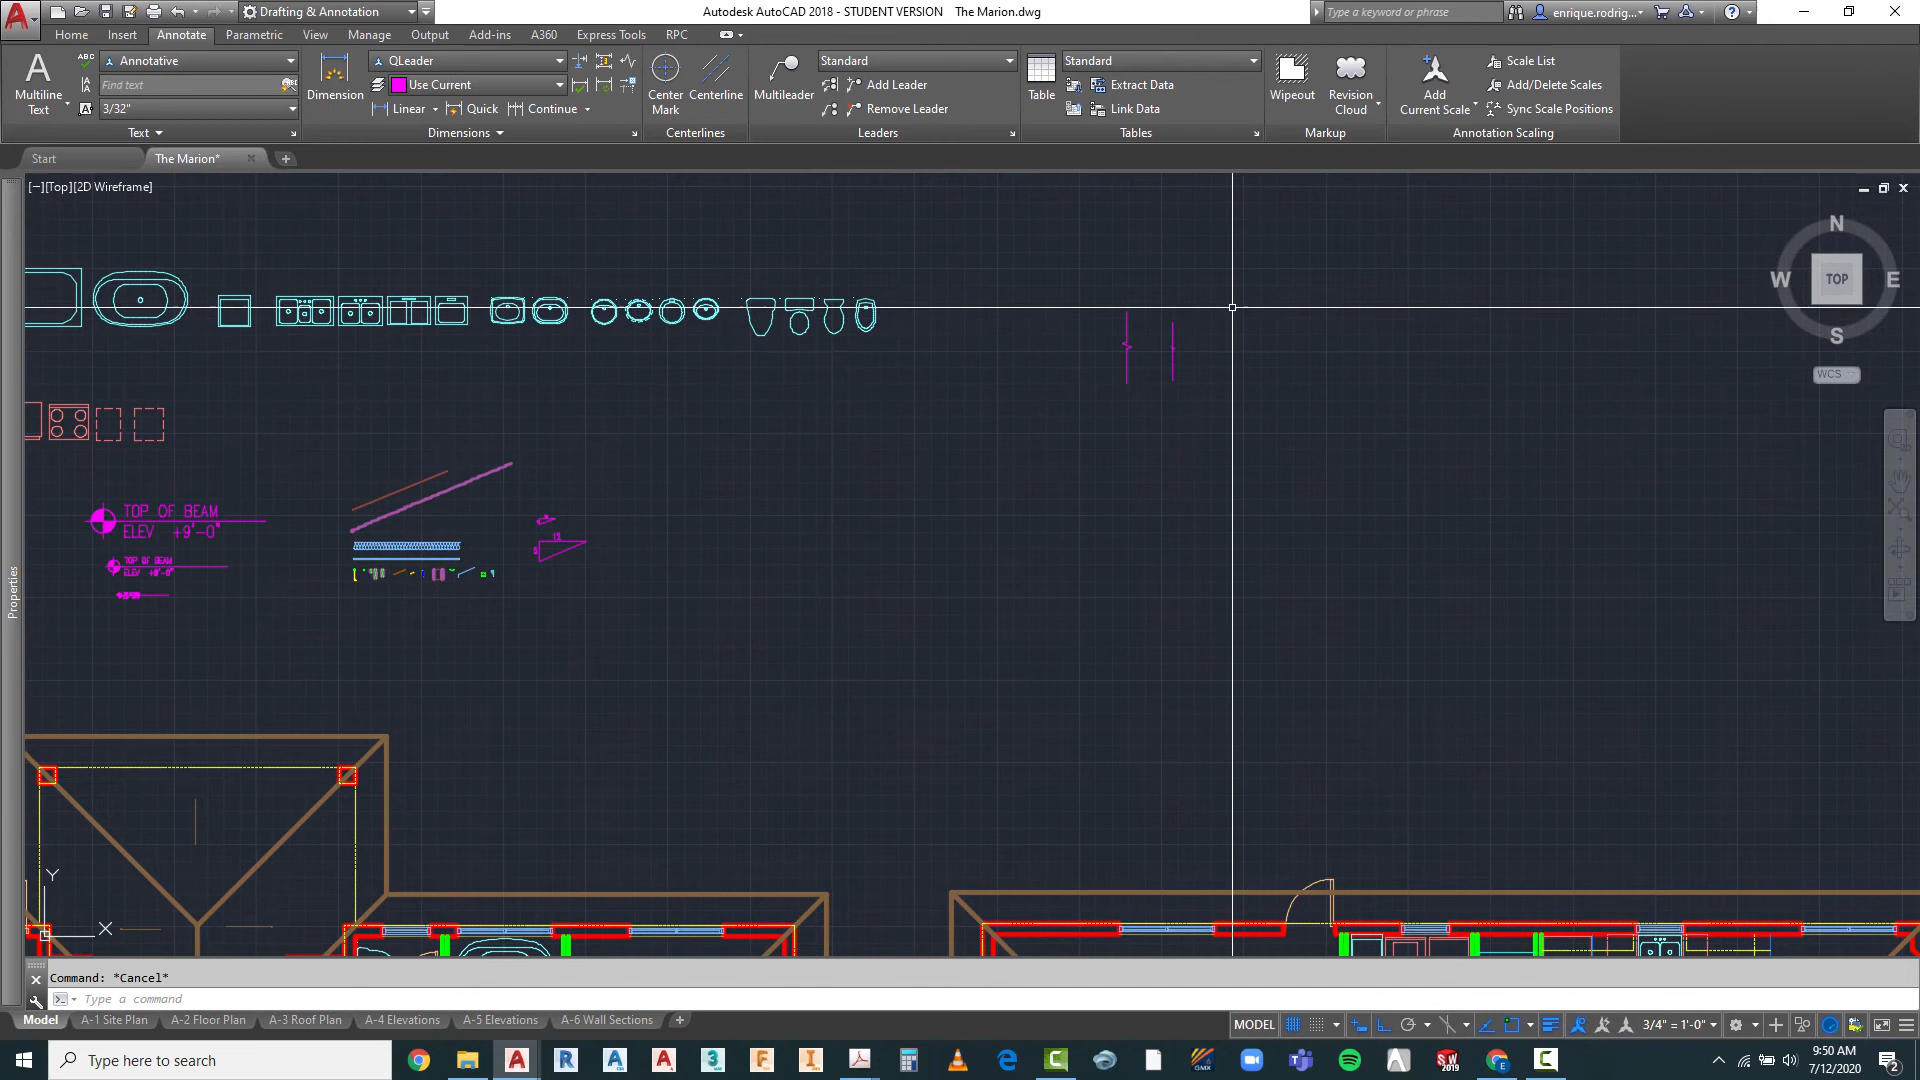 Drafting & Annotation
Autodesk AutoCAD 2018 - STUDENT VERSION The Marion.dwg
Type a keyword or phrase
enrique.rodrig...
Home Insert Annotate Parametric View Manage Output Add-ins A360 Express Tools RPC
Multiline
Text
Annotative
Find text
3/32"
Text
Dimension
QLeader
Use Current
Linear Quick Continue
Dimensions
Center
Mark
Centerline
Centerlines
Multileader
Standard
Add Leader
Remove Leader
Leaders
Table
Standard
Extract Data
Link Data
Tables
Wipeout
Revision
Cloud
Markup
Add
Current Scale
Scale List
Add/Delete Scales
Sync Scale Positions
Annotation Scaling
Start
The Marion*
[−][Top][2D Wireframe]
N
W TOP E
S
WCS
TOP OF BEAM
ELEV +9'-0"
TOP OF BEAM
Properties
Y
X
Command: *Cancel*
Type a command
Model A-1 Site Plan A-2 Floor Plan A-3 Roof Plan A-4 Elevations A-5 Elevations A-6 Wall Sections
MODEL
3/4" = 1'-0"
Type here to search
9:50 AM
7/12/2020
2